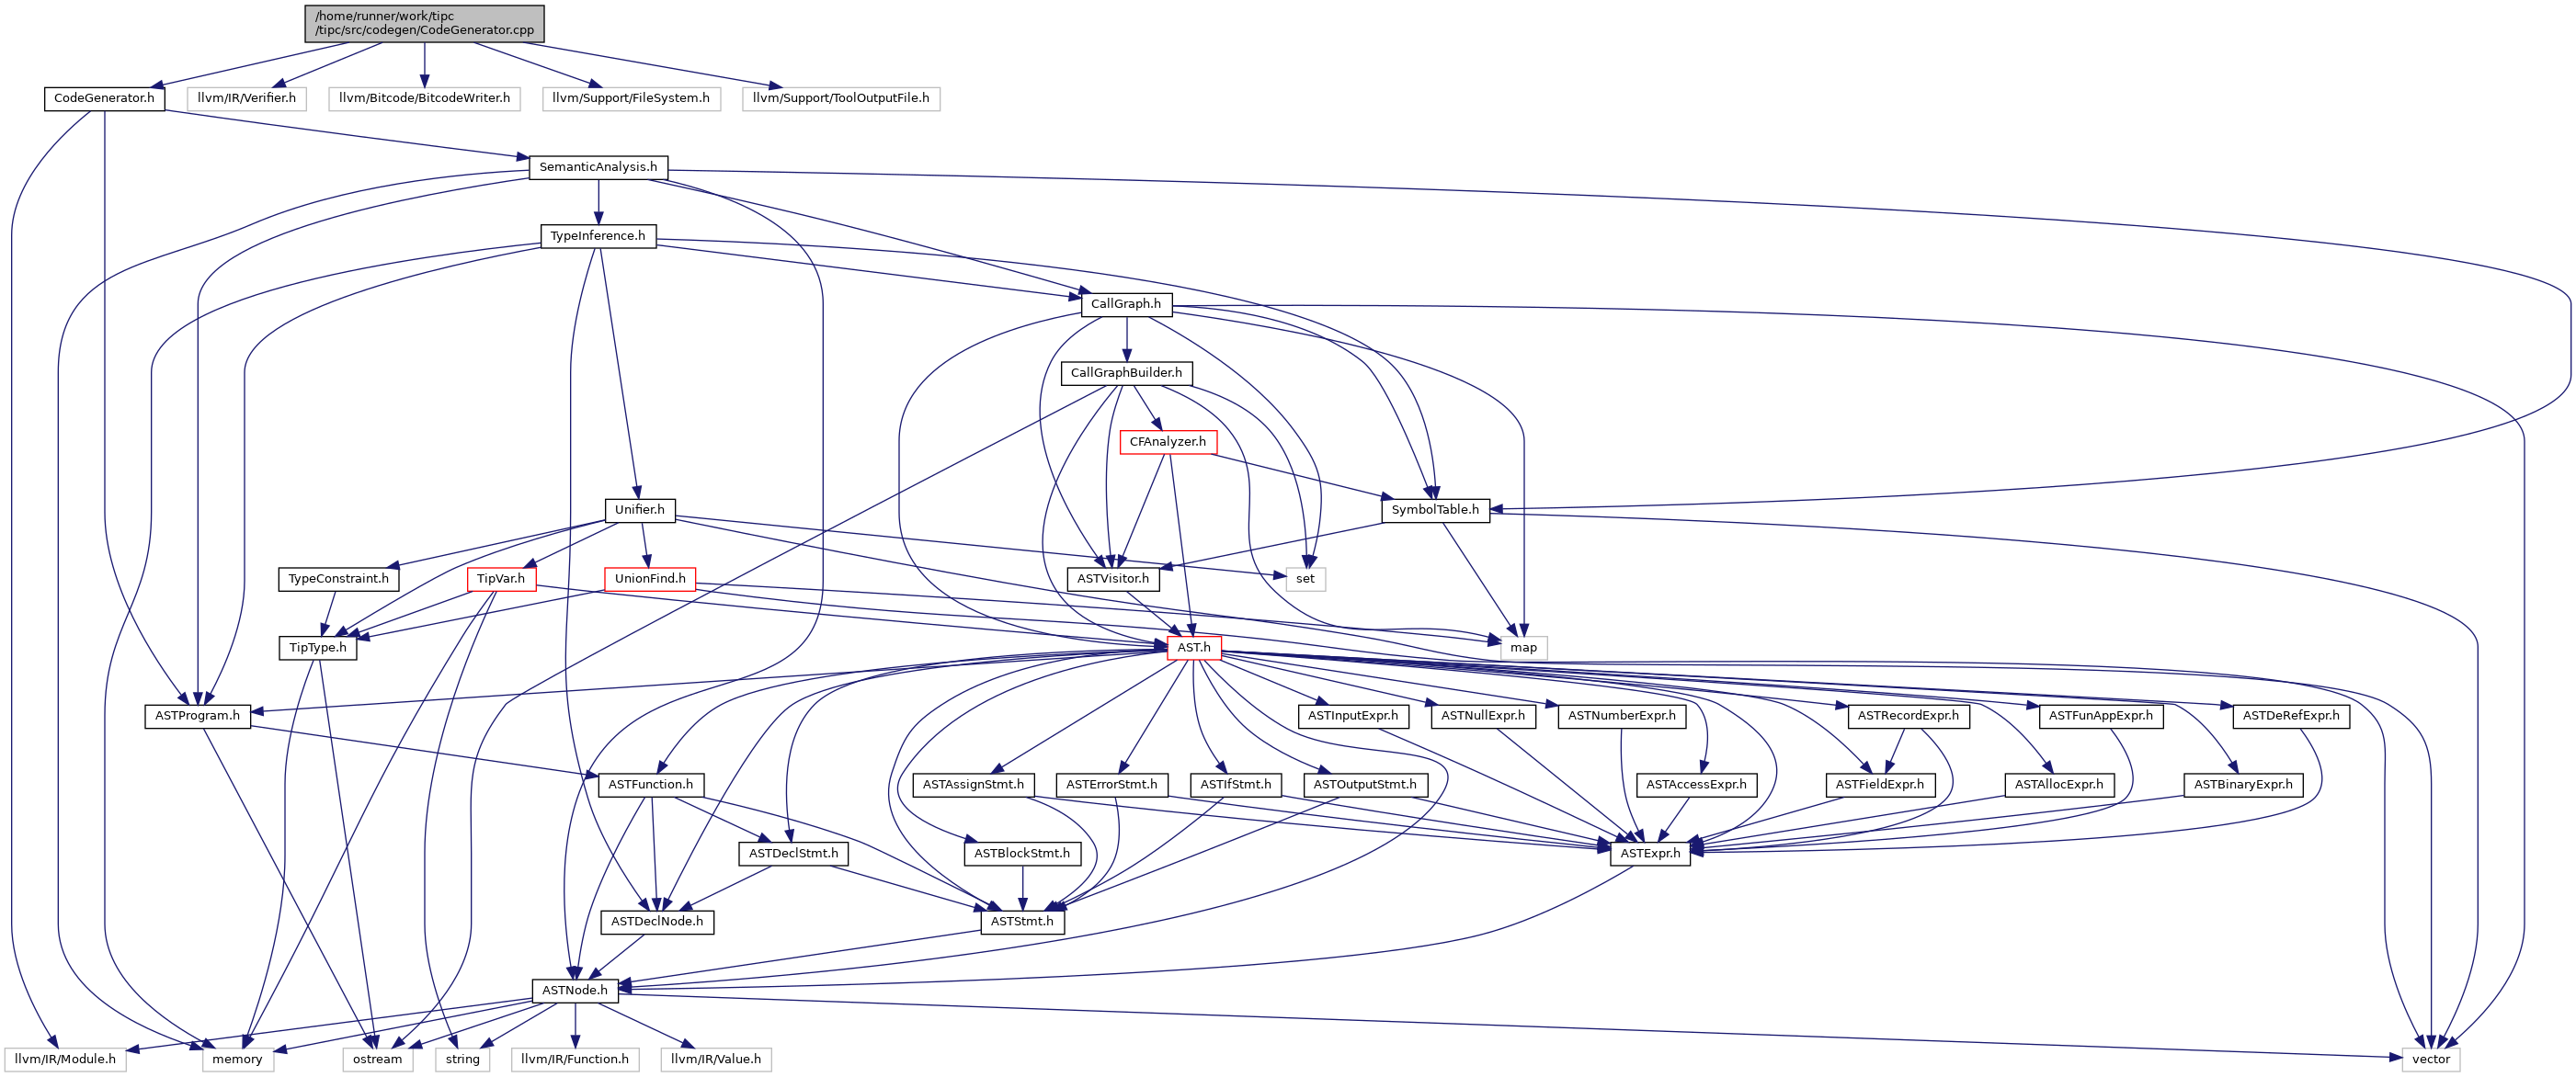 /home/runner/work/tipc
/tipc/src/codegen/CodeGenerator.cpp
CodeGenerator.h
llvm/IR/Verifier.h
llvm/Bitcode/BitcodeWriter.h
llvm/Support/FileSystem.h
llvm/Support/ToolOutputFile.h
SemanticAnalysis.h
TypeInference.h
CallGraph.h
CallGraphBuilder.h
CFAnalyzer.h
Unifier.h
SymbolTable.h
TypeConstraint.h
TipVar.h
UnionFind.h
ASTVisitor.h
set
TipType.h
AST.h
map
ASTProgram.h
ASTInputExpr.h
ASTNullExpr.h
ASTNumberExpr.h
ASTRecordExpr.h
ASTFunAppExpr.h
ASTDeRefExpr.h
ASTFunction.h
ASTAssignStmt.h
ASTErrorStmt.h
ASTIfStmt.h
ASTOutputStmt.h
ASTAccessExpr.h
ASTFieldExpr.h
ASTAllocExpr.h
ASTBinaryExpr.h
ASTDeclStmt.h
ASTBlockStmt.h
ASTExpr.h
ASTDeclNode.h
ASTStmt.h
ASTNode.h
llvm/IR/Module.h
memory
ostream
string
llvm/IR/Function.h
llvm/IR/Value.h
vector